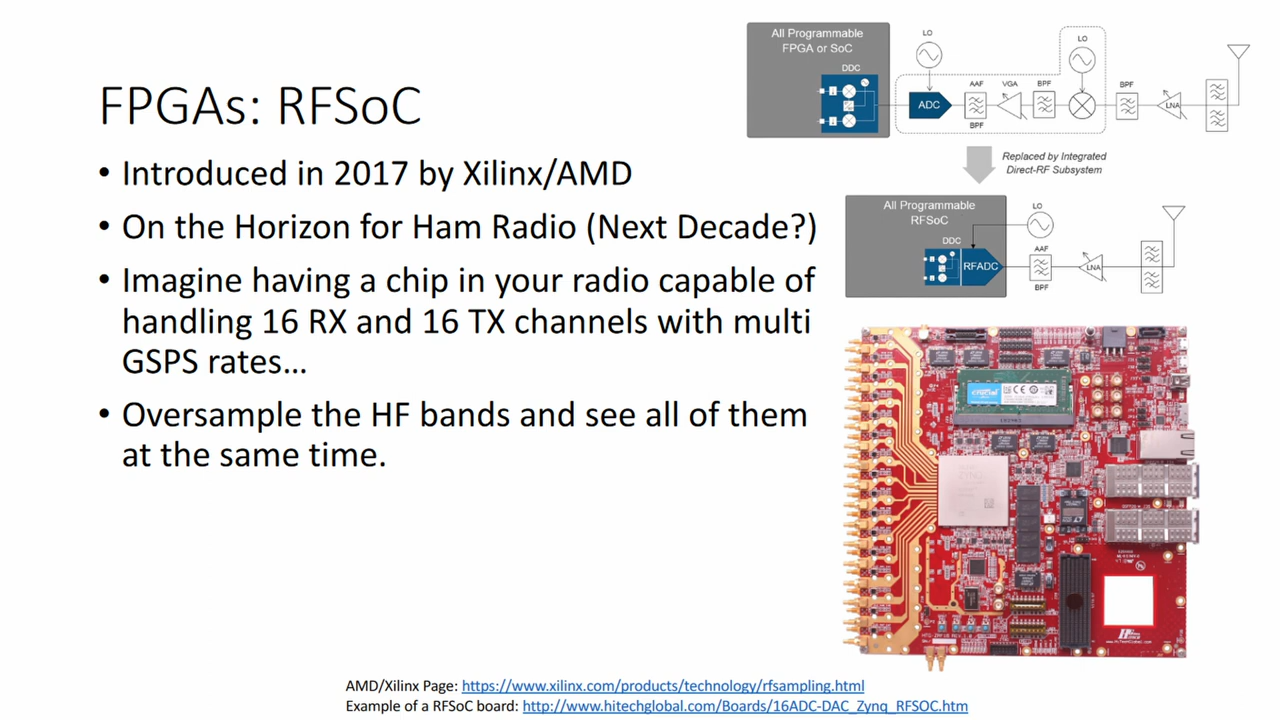 FPGAs: RFSoC
• Introduced in 2017 by Xilinx/AMD
• On the Horizon for Ham Radio (Next Decade?)
• Imagine having a chip in your radio capable of
handling 16 RX and 16 TX channels with multi
GSPS rates...
• Oversample the HF bands and see all of them
at the same time.
All Programmable
FPGA or SoC
DDC
LO
ADC
AAF
BPF
VGA
BPF
LO
BPF
LNA
Replaced by Integrated
Direct-RF Subsystem
All Programmable
RFSoC
DDC
RFADC
LO
AAF
BPF
LNA
crucial
ZYNQ
AMD/Xilinx Page: https://www.xilinx.com/products/technology/rfsampling.html
Example of a RFSoC board: http://www.hitechglobal.com/Boards/16ADC-DAC_Zynq_RFSOC.htm